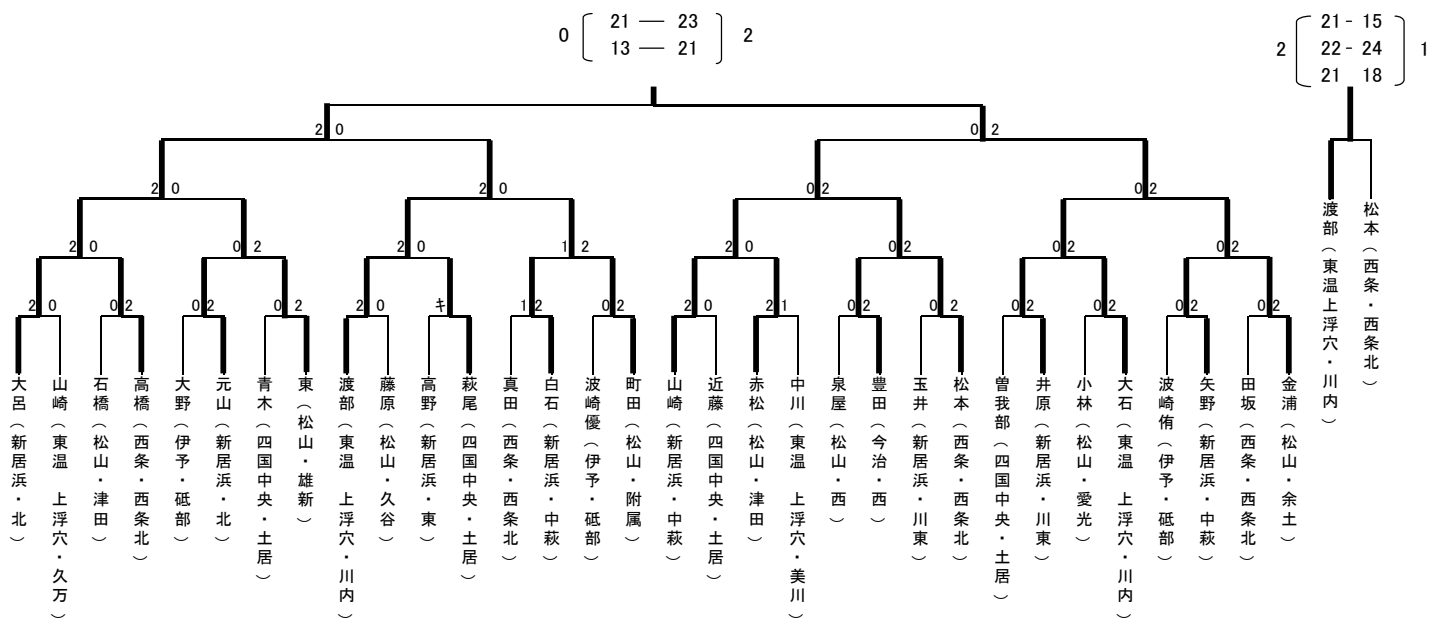 0 21 — 23 2
13 — 21
2 21 - 15 1
22 - 24
21 18
2 0
0 2
2 0
2 0
0 2
0 2
2 0
0 2
2 0
1 2
2 0
0 2
0 2
0 2
2 0
0 2
0 2
0 2
2 0
キ
1 2
0 2
2 0
2 1
0 2
0 2
0 2
0 2
0 2
0 2
大呂(新居浜・北)
山崎(東温 上浮穴・久万)
石橋(松山・津田)
高橋(西条・西条北)
大野(伊予・砥部)
元山(新居浜・北)
青木(四国中央・土居)
東(松山・雄新)
渡部(東温 上浮穴・川内)
藤原(松山・久谷)
高野(新居浜・東)
萩尾(四国中央・土居)
真田(西条・西条北)
白石(新居浜・中萩)
波崎優(伊予・砥部)
町田(松山・附属)
山崎(新居浜・中萩)
近藤(四国中央・土居)
赤松(松山・津田)
中川(東温 上浮穴・美川)
泉屋(松山・西)
豊田(今治・西)
玉井(新居浜・川東)
松本(西条・西条北)
曽我部(四国中央・土居)
井原(新居浜・川東)
小林(松山・愛光)
大石(東温 上浮穴・川内)
波崎侑(伊予・砥部)
矢野(新居浜・中萩)
田坂(西条・西条北)
金浦(松山・余土)
渡部(東温上浮穴・川内)
松本(西条・西条北)